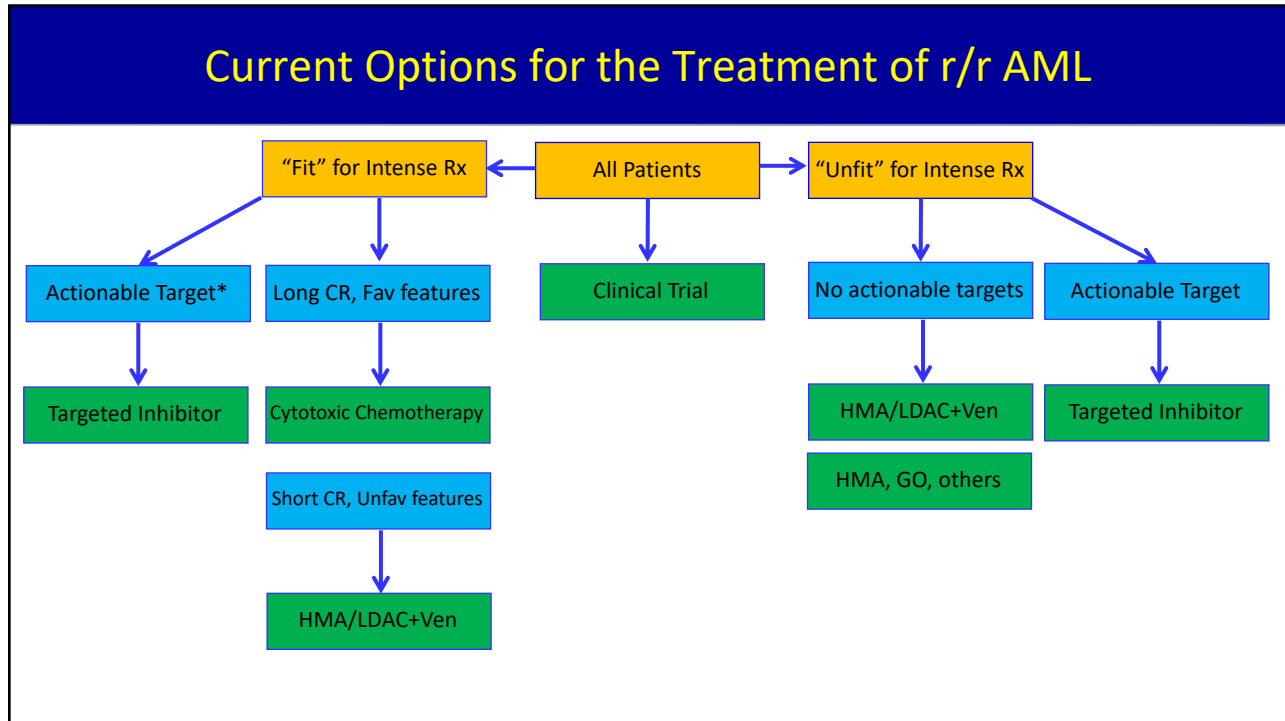 Current Options for the Treatment of r/r AML
“Fit” for Intense Rx
All Patients
“Unfit” for Intense Rx
Actionable Target*
Long CR, Fav features
Clinical Trial
No actionable targets
Actionable Target
Targeted Inhibitor
Cytotoxic Chemotherapy
HMA/LDAC+Ven
Targeted Inhibitor
Short CR, Unfav features
HMA, GO, others
HMA/LDAC+Ven